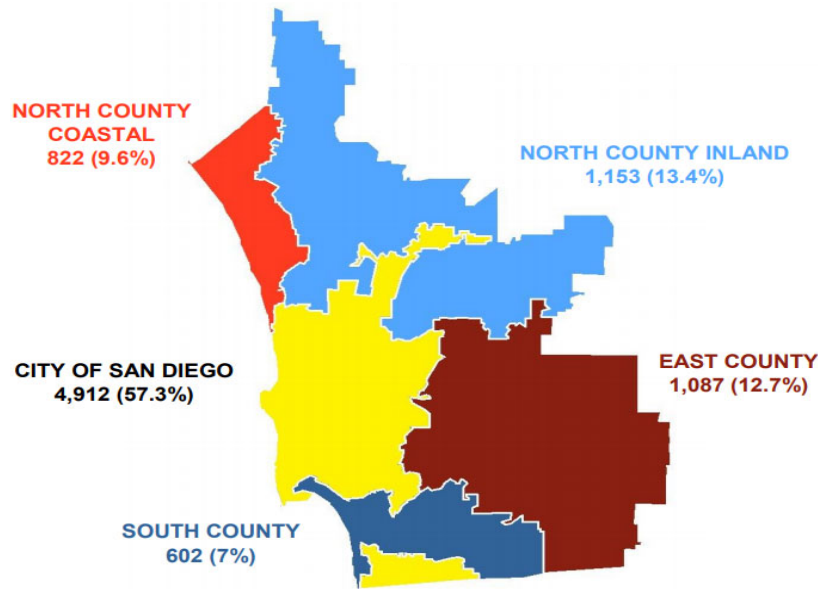 NORTH COUNTY
COASTAL
822 (9.6%)
NORTH COUNTY INLAND
1,153 (13.4%)
CITY OF SAN DIEGO
4,912 (57.3%)
EAST COUNTY
1,087 (12.7%)
SOUTH COUNTY
602 (7%)